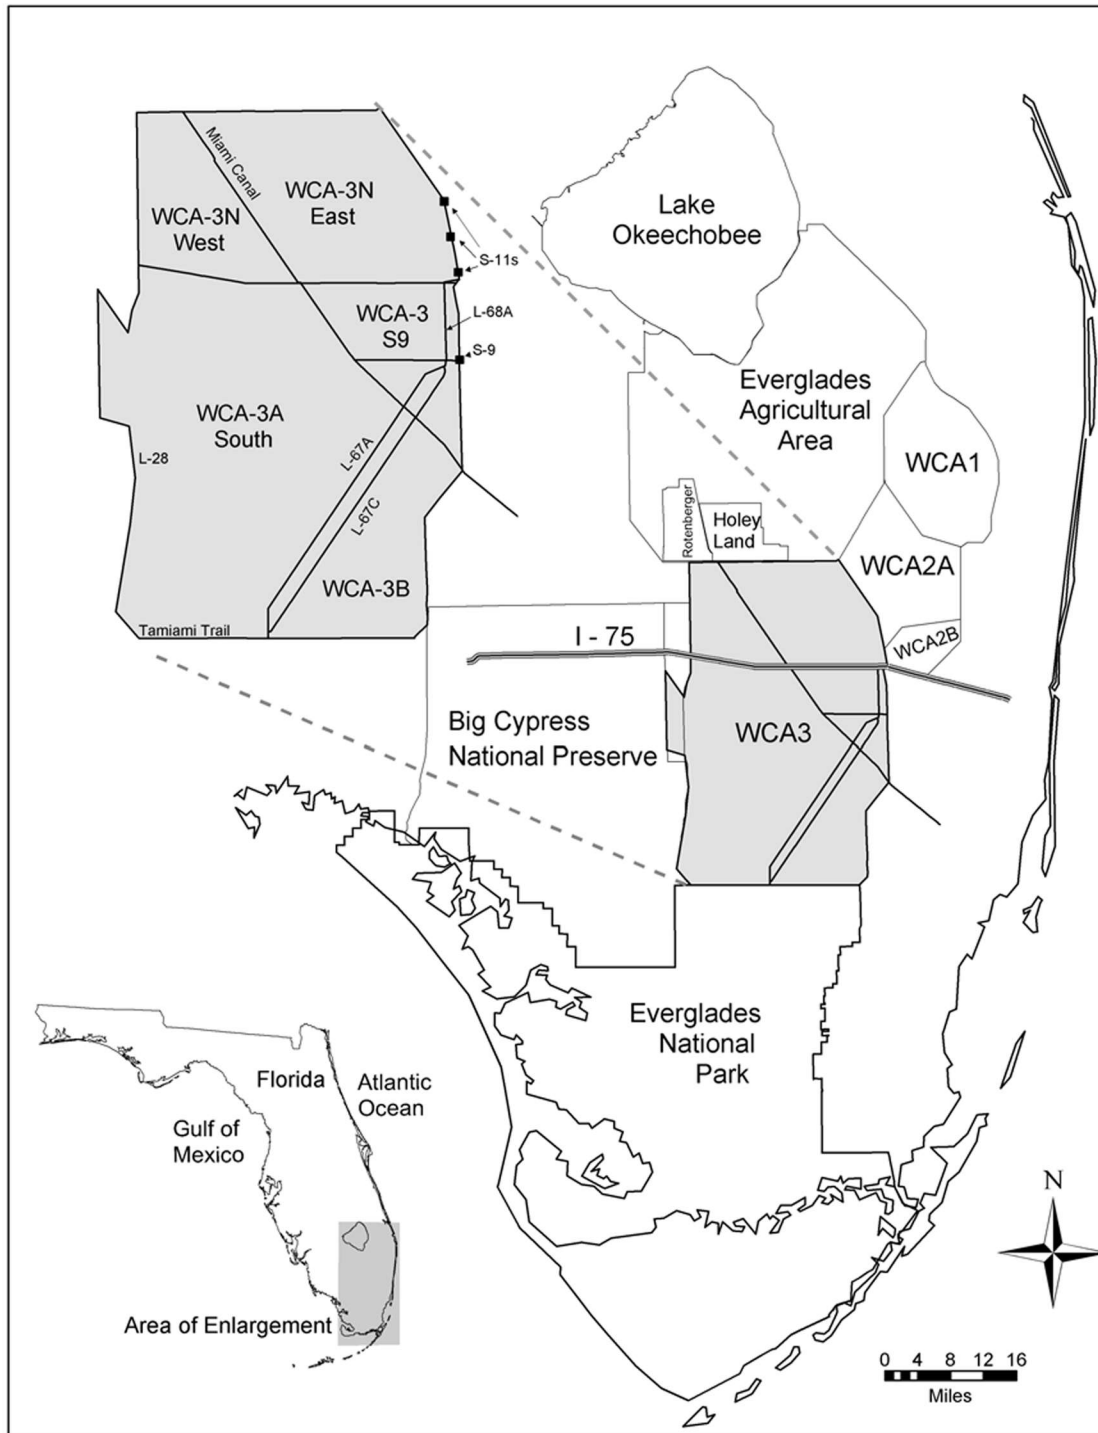 Miami Canal
WCA-3N
East
WCA-3N
West
S-11s
WCA-3
S9
L-68A
S-9
WCA-3A
South
L-28
L-67A
L-67C
WCA-3B
Tamiami Trail
Lake
Okeechobee
Everglades
Agricultural
Area
WCA1
Rotenberger
Holey
Land
WCA2A
WCA2B
I - 75
Big Cypress
National Preserve
WCA3
Everglades
National
Park
Florida
Atlantic
Ocean
Gulf of
Mexico
Area of Enlargement
N
0 4 8 12 16
Miles